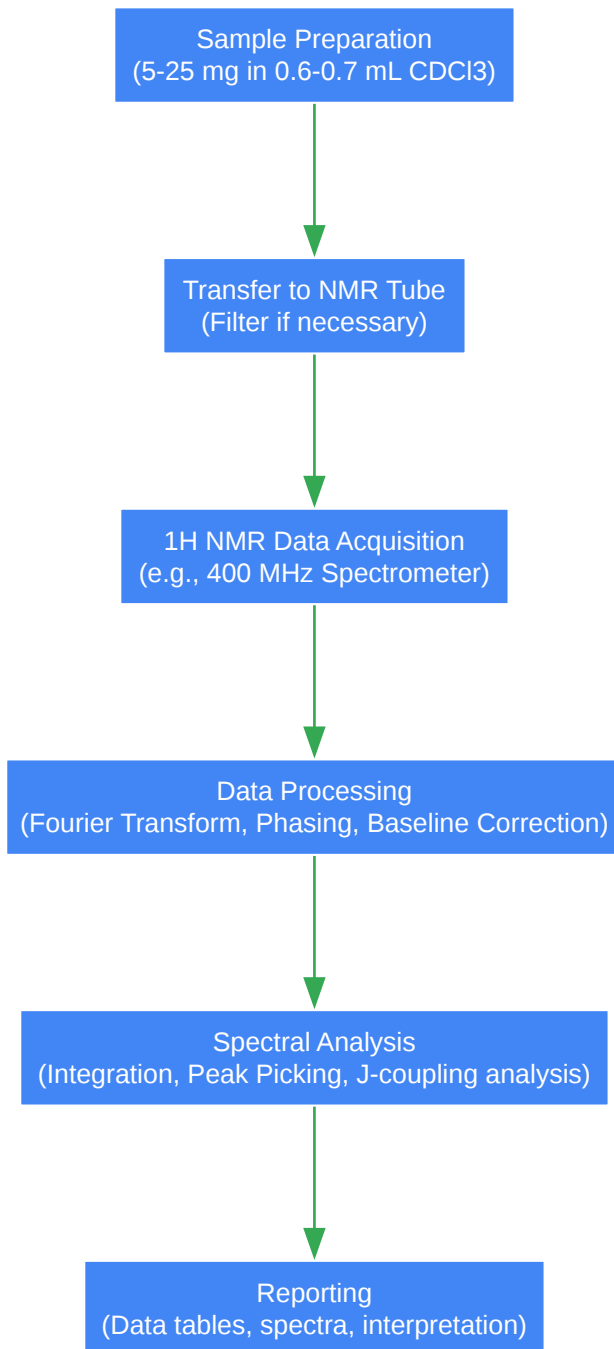 Sample Preparation
(5-25 mg in 0.6-0.7 mL CDCl3)
Transfer to NMR Tube
(Filter if necessary)
1H NMR Data Acquisition
(e.g., 400 MHz Spectrometer)
Data Processing
(Fourier Transform, Phasing, Baseline Correction)
Spectral Analysis
(Integration, Peak Picking, J-coupling analysis)
Reporting
(Data tables, spectra, interpretation)